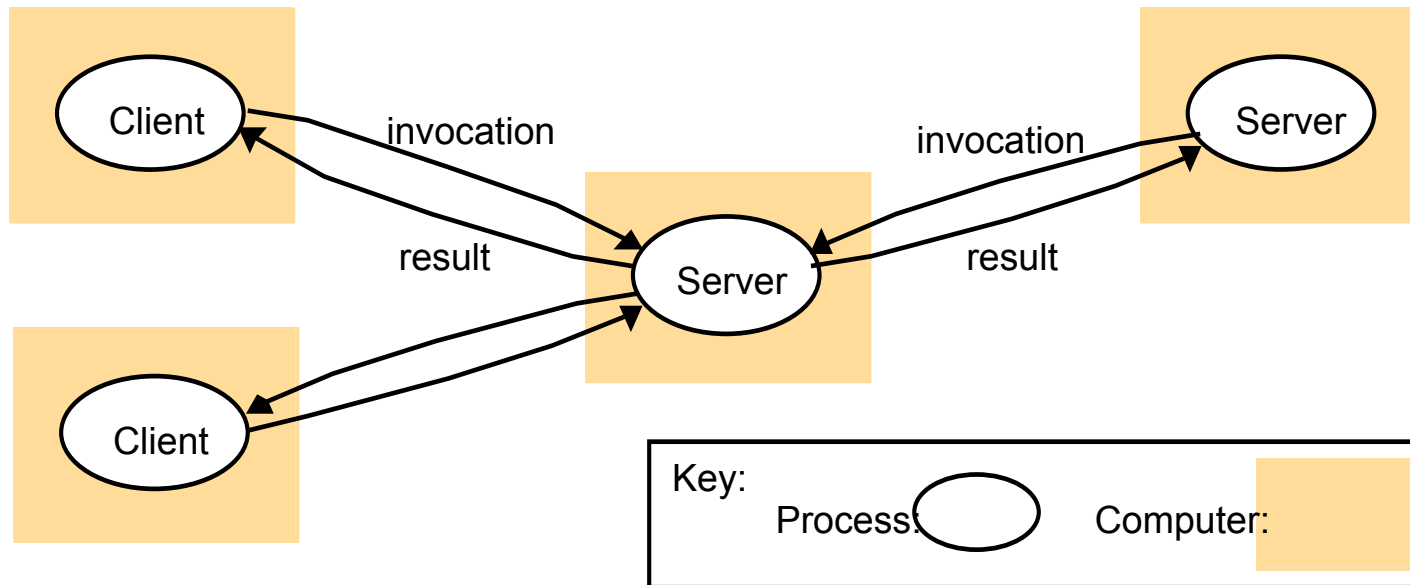 Client
invocation
result
Server
invocation
result
Server
Client
Key:
Process:
Computer: